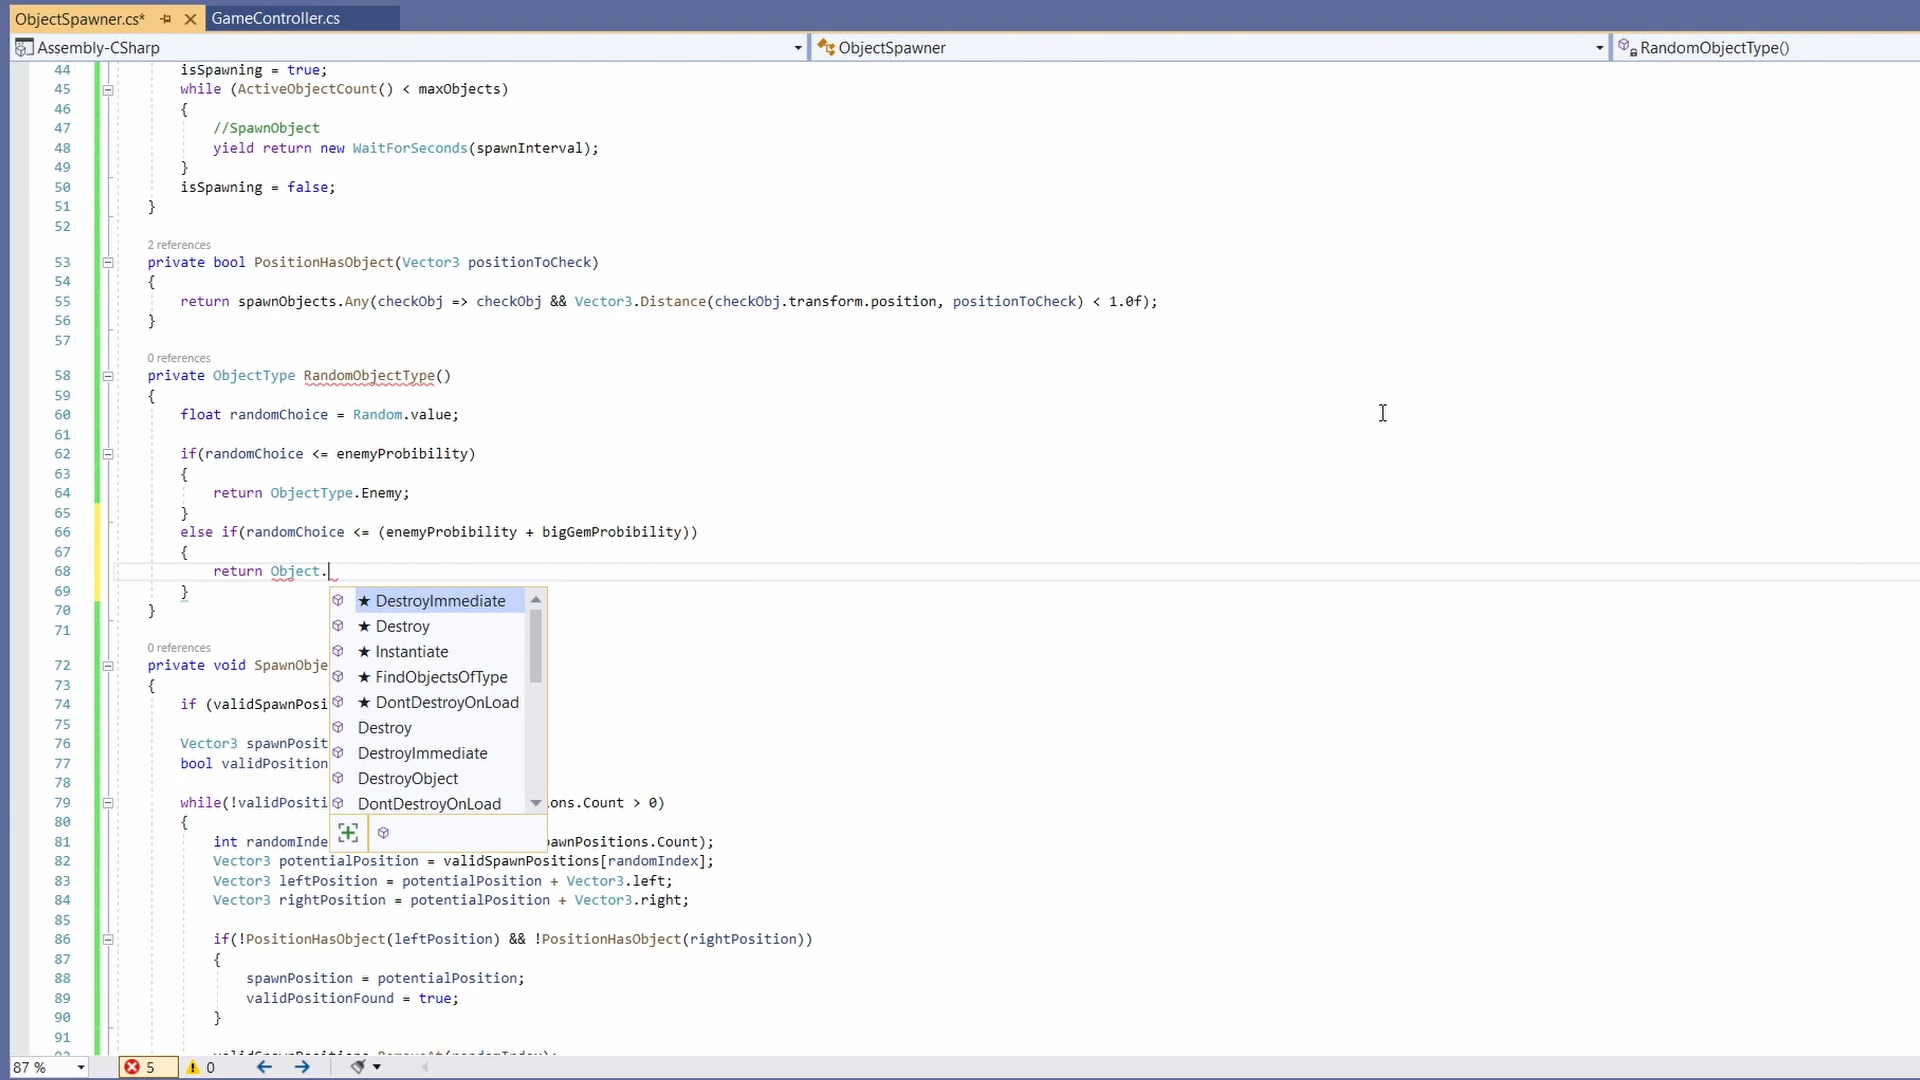 ObjectSpawner.cs* GameController.cs
Assembly-CSharp ObjectSpawner RandomObjectType()
44 isSpawning = true;
45 while (ActiveObjectCount() < maxObjects)
46 {
47 //SpawnObject
48 yield return new WaitForSeconds(spawnInterval);
49 }
50 isSpawning = false;
51 }
52
2 references
53 private bool PositionHasObject(Vector3 positionToCheck)
54 {
55 return spawnObjects.Any(checkObj => checkObj && Vector3.Distance(checkObj.transform.position, positionToCheck) < 1.0f);
56 }
57
0 references
58 private ObjectType RandomObjectType()
59 {
60 float randomChoice = Random.value;
61
62 if(randomChoice <= enemyProbibility)
63 {
64 return ObjectType.Enemy;
65 }
66 else if(randomChoice <= (enemyProbibility + bigGemProbibility))
67 {
68 return Object.
69 }
70 }
71
★ DestroyImmediate
★ Destroy
★ Instantiate
★ FindObjectsOfType
★ DontDestroyOnLoad
Destroy
DestroyImmediate
DestroyObject
DontDestroyOnLoad
0 references
72 private void SpawnObje
73 {
74 if (validSpawnPosi
75
76 Vector3 spawnPosit
77 bool validPosition
78
79 while(!validPositi ons.Count > 0)
80 {
81 int randomInde awnPositions.Count);
82 Vector3 potentialPosition = validSpawnPositions[randomIndex];
83 Vector3 leftPosition = potentialPosition + Vector3.left;
84 Vector3 rightPosition = potentialPosition + Vector3.right;
85
86 if(!PositionHasObject(leftPosition) && !PositionHasObject(rightPosition))
87 {
88 spawnPosition = potentialPosition;
89 validPositionFound = true;
90 }
91
87 % 5 0